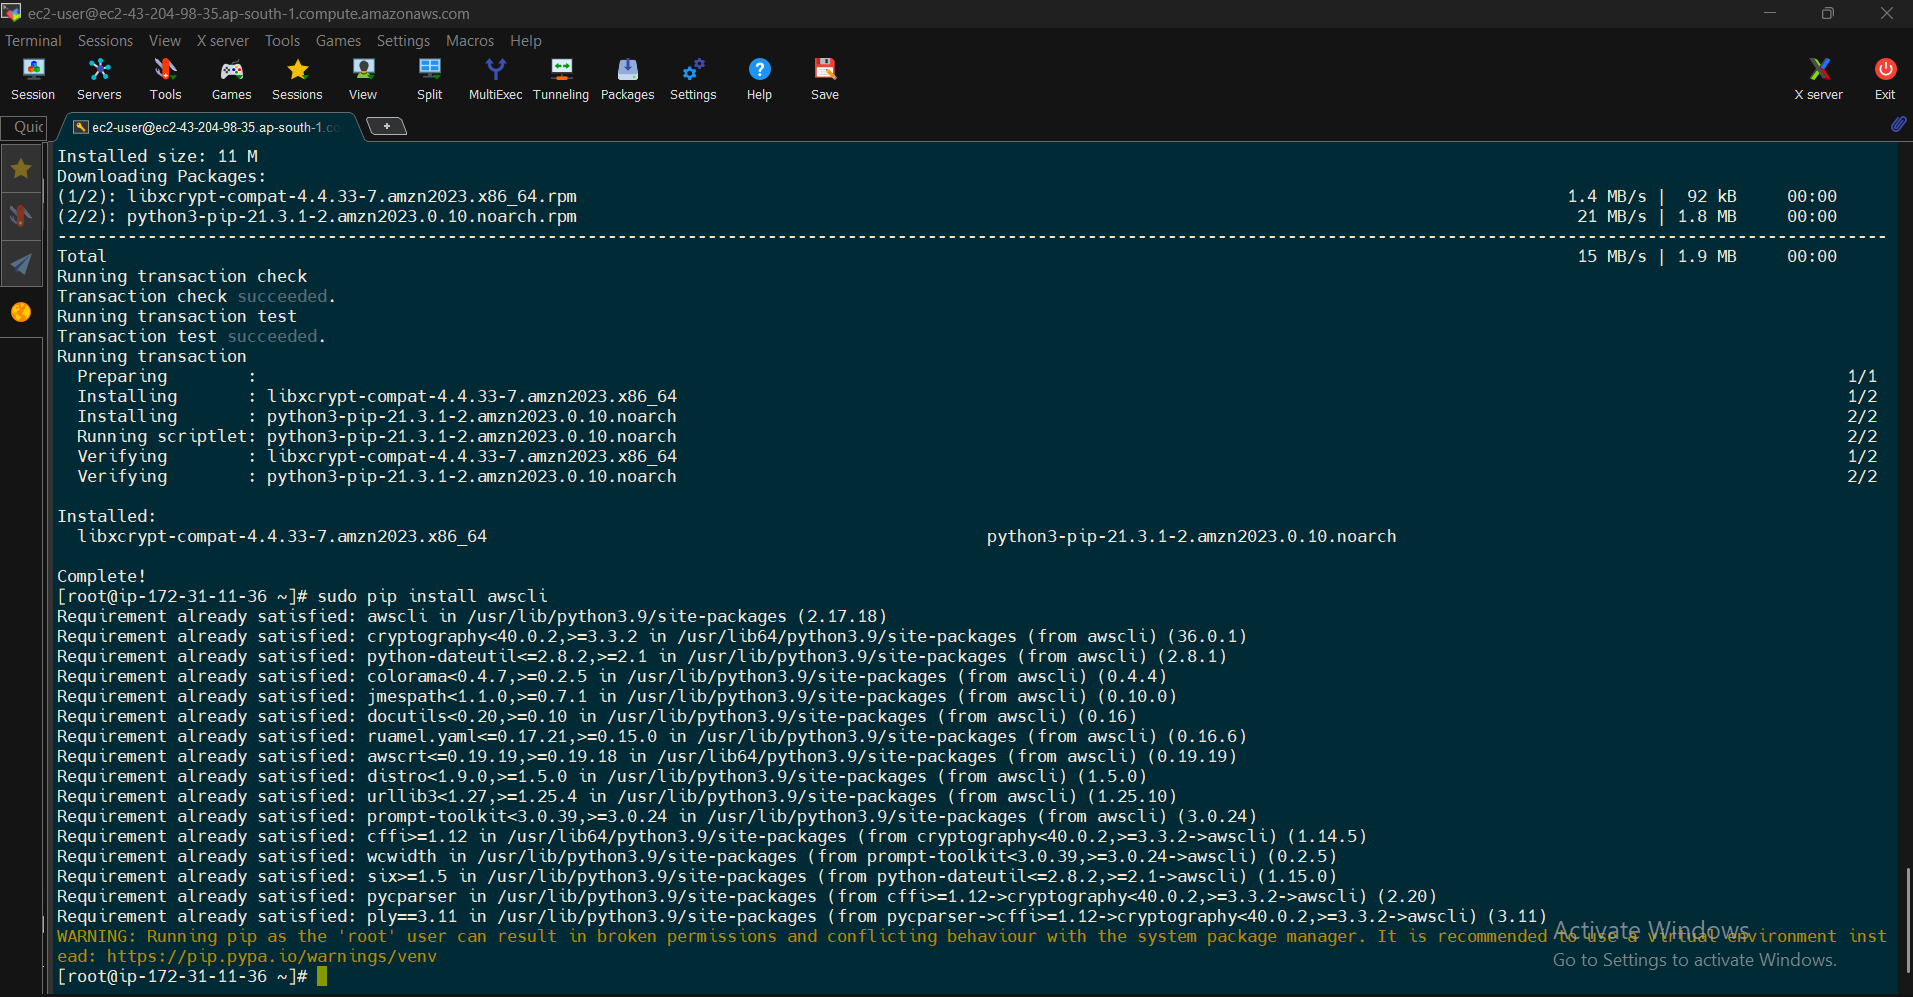 ec2-user@ec2-43-204-98-35.ap-south-1.compute.amazonaws.com
Terminal Sessions View X server Tools Games Settings Macros Help
Session Servers Tools Games Sessions View Split MultiExec Tunneling Packages Settings Help Save X server Exit
Quic ec2-user@ec2-43-204-98-35.ap-south-1.co
Installed size: 11 M
Downloading Packages:
(1/2): libxcrypt-compat-4.4.33-7.amzn2023.x86_64.rpm 1.4 MB/s | 92 kB 00:00
(2/2): python3-pip-21.3.1-2.amzn2023.0.10.noarch.rpm 21 MB/s | 1.8 MB 00:00
--------------------------------------------------------------------------------
Total 15 MB/s | 1.9 MB 00:00
Running transaction check
Transaction check succeeded.
Running transaction test
Transaction test succeeded.
Running transaction
Preparing : 1/1
Installing : libxcrypt-compat-4.4.33-7.amzn2023.x86_64 1/2
Installing : python3-pip-21.3.1-2.amzn2023.0.10.noarch 2/2
Running scriptlet: python3-pip-21.3.1-2.amzn2023.0.10.noarch 2/2
Verifying : libxcrypt-compat-4.4.33-7.amzn2023.x86_64 1/2
Verifying : python3-pip-21.3.1-2.amzn2023.0.10.noarch 2/2
Installed:
libxcrypt-compat-4.4.33-7.amzn2023.x86_64 python3-pip-21.3.1-2.amzn2023.0.10.noarch
Complete!
[root@ip-172-31-11-36 ~]# sudo pip install awscli
Requirement already satisfied: awscli in /usr/lib/python3.9/site-packages (2.17.18)
Requirement already satisfied: cryptography<40.0.2,>=3.3.2 in /usr/lib64/python3.9/site-packages (from awscli) (36.0.1)
Requirement already satisfied: python-dateutil<=2.8.2,>=2.1 in /usr/lib/python3.9/site-packages (from awscli) (2.8.1)
Requirement already satisfied: colorama<0.4.7,>=0.2.5 in /usr/lib/python3.9/site-packages (from awscli) (0.4.4)
Requirement already satisfied: jmespath<1.1.0,>=0.7.1 in /usr/lib/python3.9/site-packages (from awscli) (0.10.0)
Requirement already satisfied: docutils<0.20,>=0.10 in /usr/lib/python3.9/site-packages (from awscli) (0.16)
Requirement already satisfied: ruamel.yaml<=0.17.21,>=0.15.0 in /usr/lib/python3.9/site-packages (from awscli) (0.16.6)
Requirement already satisfied: awscrt<=0.19.19,>=0.19.18 in /usr/lib64/python3.9/site-packages (from awscli) (0.19.19)
Requirement already satisfied: distro<1.9.0,>=1.5.0 in /usr/lib/python3.9/site-packages (from awscli) (1.5.0)
Requirement already satisfied: urllib3<1.27,>=1.25.4 in /usr/lib/python3.9/site-packages (from awscli) (1.25.10)
Requirement already satisfied: prompt-toolkit<3.0.39,>=3.0.24 in /usr/lib/python3.9/site-packages (from awscli) (3.0.24)
Requirement already satisfied: cffi>=1.12 in /usr/lib64/python3.9/site-packages (from cryptography<40.0.2,>=3.3.2->awscli) (1.14.5)
Requirement already satisfied: wcwidth in /usr/lib/python3.9/site-packages (from prompt-toolkit<3.0.39,>=3.0.24->awscli) (0.2.5)
Requirement already satisfied: six>=1.5 in /usr/lib/python3.9/site-packages (from python-dateutil<=2.8.2,>=2.1->awscli) (1.15.0)
Requirement already satisfied: pycparser in /usr/lib/python3.9/site-packages (from cffi>=1.12->cryptography<40.0.2,>=3.3.2->awscli) (2.20)
Requirement already satisfied: ply==3.11 in /usr/lib/python3.9/site-packages (from pycparser->cffi>=1.12->cryptography<40.0.2,>=3.3.2->awscli) (3.11)
WARNING: Running pip as the 'root' user can result in broken permissions and conflicting behaviour with the system package manager. It is recommended to use a virtual environment inst
ead: https://pip.pypa.io/warnings/venv
[root@ip-172-31-11-36 ~]#
Activate Windows
Go to Settings to activate Windows.